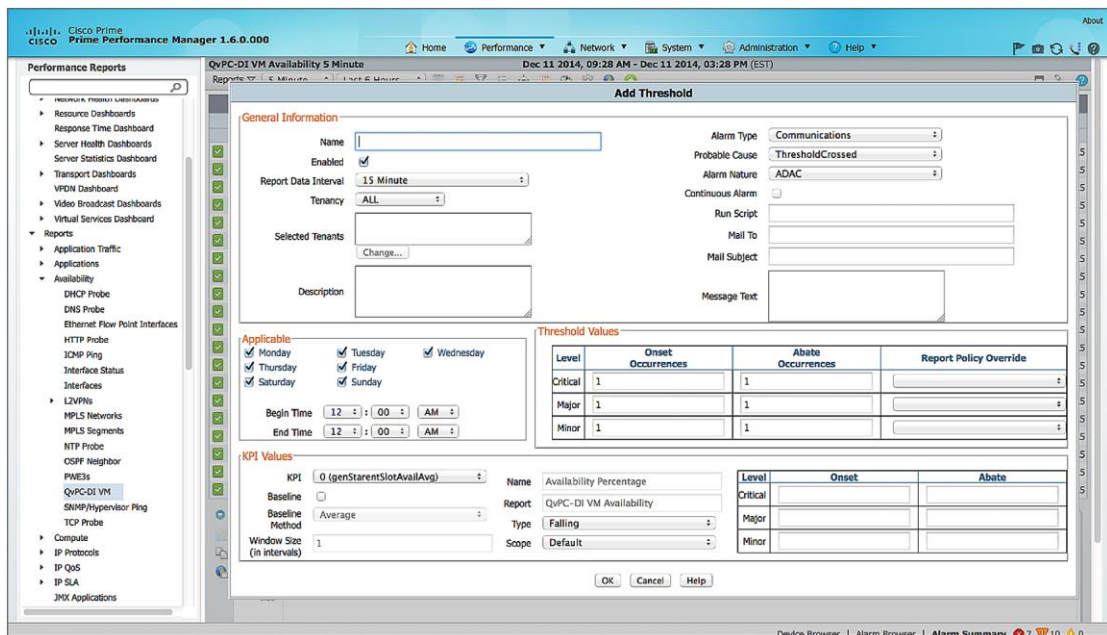 About
cisco Cisco Prime
Prime Performance Manager 1.6.0.000
Home Performance Network System Administration Help
Performance Reports
QvPC-DI VM Availability 5 Minute Dec 11 2014, 09:28 AM - Dec 11 2014, 03:28 PM (EST)
Reports 5 Minute Last 6 Hours
Network Health Dashboards
Resource Dashboards
Response Time Dashboard
Server Health Dashboards
Server Statistics Dashboard
Transport Dashboards
VPDN Dashboard
Video Broadcast Dashboards
Virtual Services Dashboard
Reports
Application Traffic
Applications
Availability
DHCP Probe
DNS Probe
Ethernet Flow Point Interfaces
HTTP Probe
ICMP Ping
Interface Status
Interfaces
L2VPNs
MPLS Networks
MPLS Segments
NTP Probe
OSPF Neighbor
PWE3s
QvPC-DI VM
SNMP/Hypervisor Ping
TCP Probe
Compute
IP Protocols
IP QoS
IP SLA
JMX Applications
Add Threshold
General Information
Name
Enabled
Report Data Interval 15 Minute
Tenancy ALL
Selected Tenants
Change...
Description
Alarm Type Communications
Probable Cause ThresholdCrossed
Alarm Nature ADAC
Continuous Alarm
Run Script
Mail To
Mail Subject
Message Text
Applicable
Monday Tuesday Wednesday
Thursday Friday
Saturday Sunday
Begin Time 12 : 00 AM
End Time 12 : 00 AM
Threshold Values
Level Onset Occurrences Abate Occurrences Report Policy Override
Critical 1 1
Major 1 1
Minor 1 1
KPI Values
KPI 0 (genStarentSlotAvailAvg)
Baseline
Baseline Method Average
Window Size (in intervals) 1
Name Availability Percentage
Report QvPC-DI VM Availability
Type Falling
Scope Default
Level Onset Abate
Critical
Major
Minor
OK Cancel Help
Device Browser | Alarm Browser | Alarm Summary 7 10 0